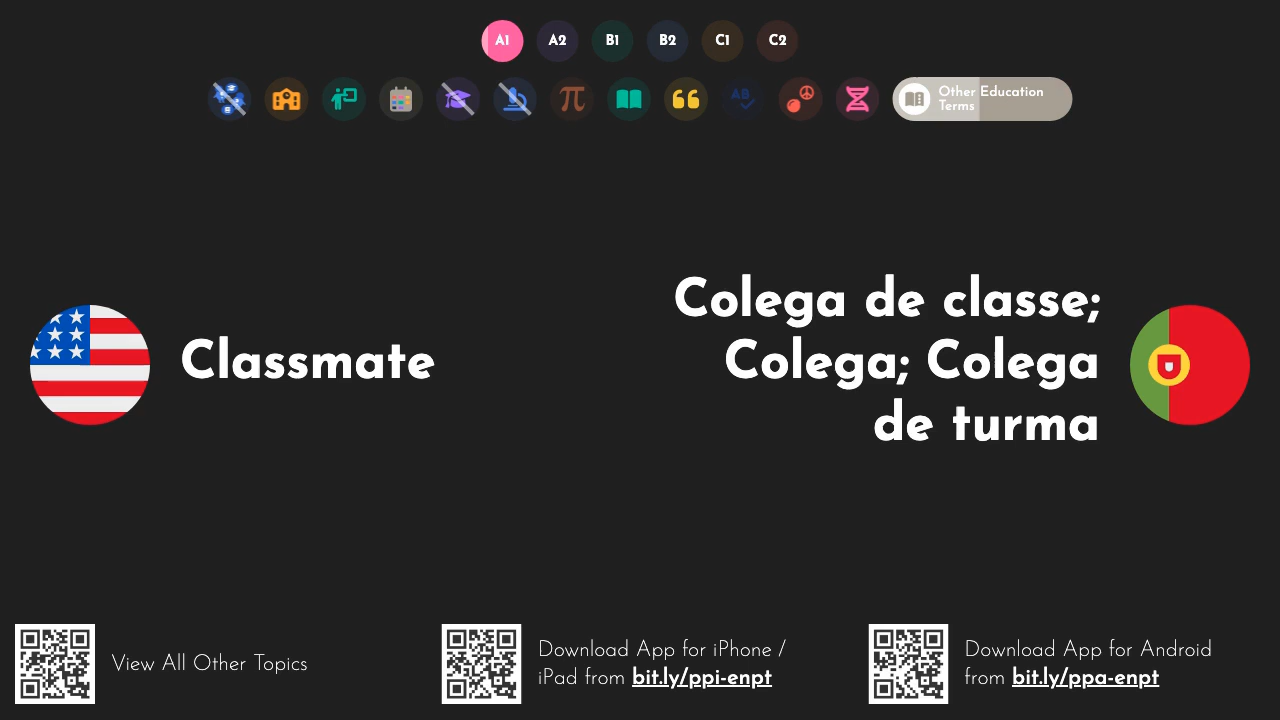 A1 A2 B1 B2 C1 C2
Other Education
Terms
Classmate
Colega de classe;
Colega; Colega
de turma
View All Other Topics
Download App for iPhone /
iPad from bit.ly/ppi-enpt
Download App for Android
from bit.ly/ppa-enpt